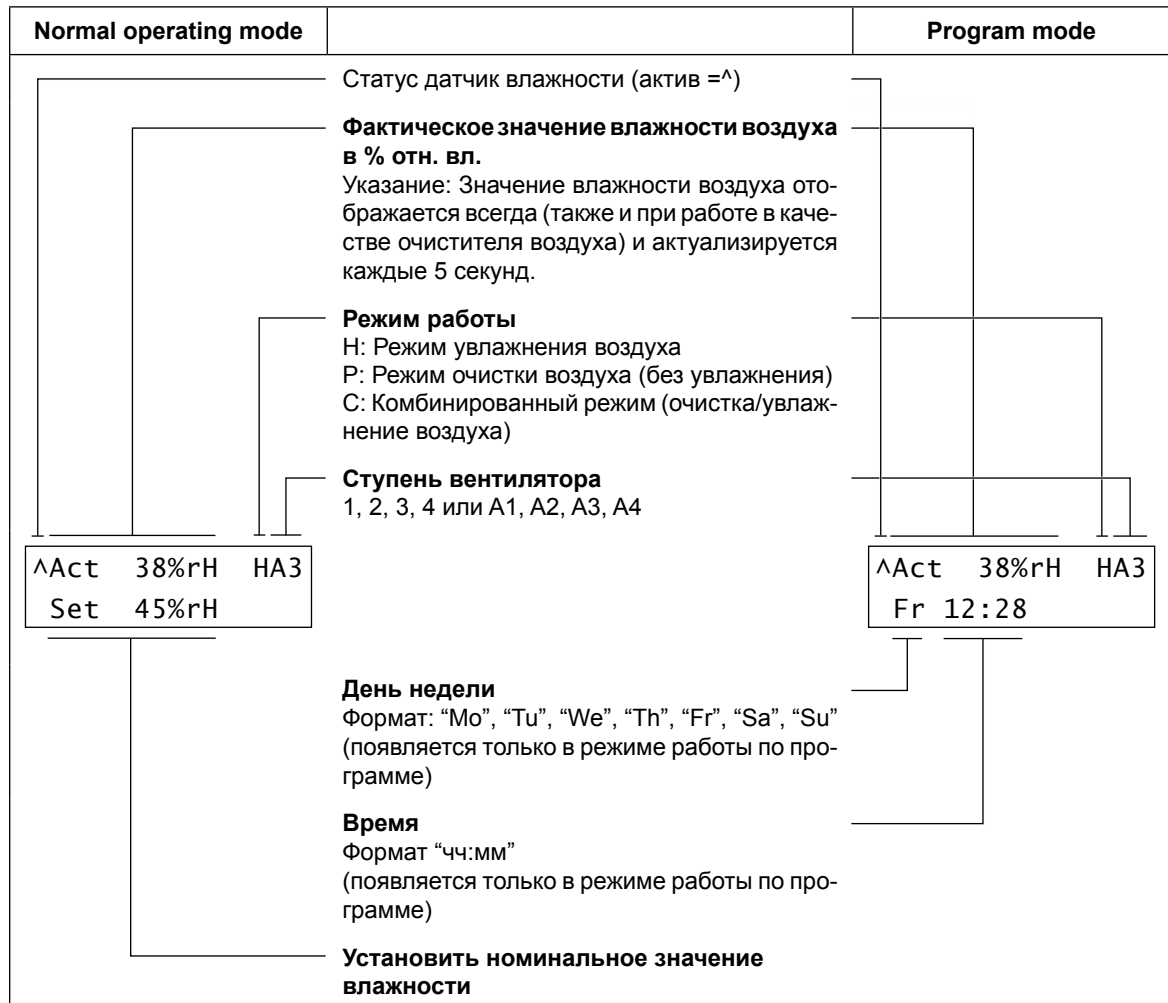 Normal operating mode
Program mode
Статус датчик влажности (актив =^)
Фактическое значение влажности воздуха
в % отн. вл.
Указание: Значение влажности воздуха ото-
бражается всегда (также и при работе в каче-
стве очистителя воздуха) и актуализируется
каждые 5 секунд.
Режим работы
H: Режим увлажнения воздуха
P: Режим очистки воздуха (без увлажнения)
C: Комбинированный режим (очистка/увлаж-
нение воздуха)
Ступень вентилятора
1, 2, 3, 4 или A1, A2, A3, A4
^Act 38%rH HA3
Set 45%rH
^Act 38%rH HA3
Fr 12:28
День недели
Формат: “Mo”, “Tu”, “We”, “Th”, “Fr”, “Sa”, “Su”
(появляется только в режиме работы по про-
грамме)
Время
Формат “чч:мм”
(появляется только в режиме работы по про-
грамме)
Установить номинальное значение
влажности